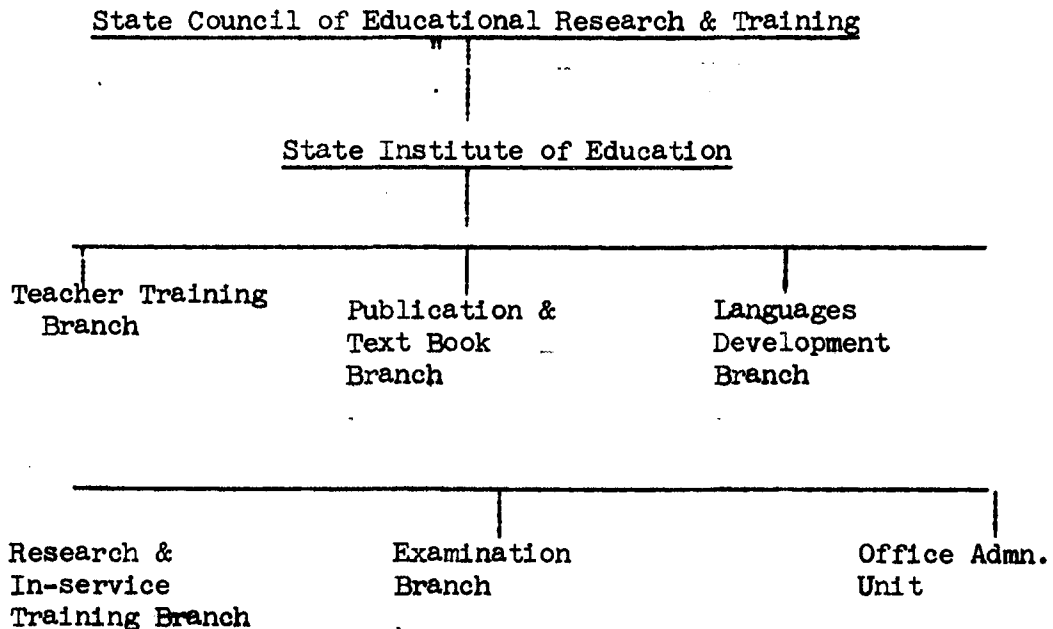 State Council of Educational Research & Training
State Institute of Education
Teacher Training
Branch
Publication &
Text Book
Branch
Languages
Development
Branch
Research &
In-service
Training Branch
Examination
Branch
Office Admn.
Unit